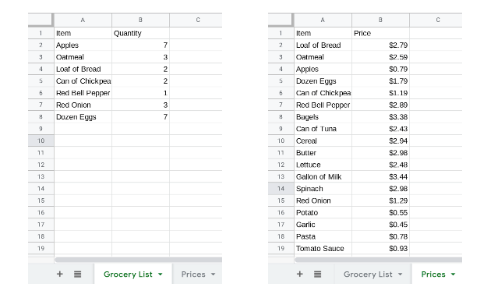 A B C
1 Item Quantity
2 Apples 7
3 Oatmeal 3
4 Loaf of Bread 2
5 Can of Chickpea 2
6 Red Bell Pepper 1
7 Red Onion 3
8 Dozen Eggs 7
9
10
11
12
13
14
15
16
17
18
19
+ Grocery List Prices
A B C
1 Item Price
2 Loaf of Bread $2.79
3 Oatmeal $2.59
4 Apples $0.79
5 Dozen Eggs $1.79
6 Can of Chickpea $1.19
7 Red Bell Pepper $2.89
8 Bagels $3.38
9 Can of Tuna $2.43
10 Cereal $2.94
11 Butter $2.98
12 Lettuce $2.48
13 Gallon of Milk $3.44
14 Spinach $2.98
15 Red Onion $1.29
16 Potato $0.55
17 Garlic $0.45
18 Pasta $0.78
19 Tomato Sauce $0.93
+ Grocery List Prices